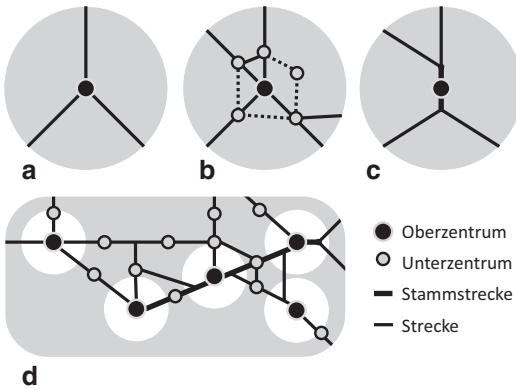 a
b
c
Oberzentrum
Unterzentrum
Stammstrecke
Strecke
d